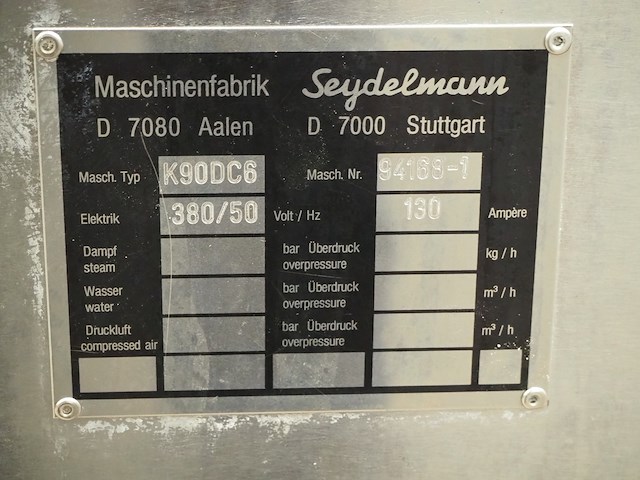 Maschinenfabrik Seydelmann
D 7080 Aalen D 7000 Stuttgart
Masch. Typ K90DC6 Masch. Nr. 94169-1
Elektrik 380/50 Volt / Hz 130 Ampère
Dampf bar Überdruck kg / h
steam overpressure
Wasser bar Überdruck m³ / h
water overpressure
Druckluft bar Überdruck m³ / h
compressed air overpressure